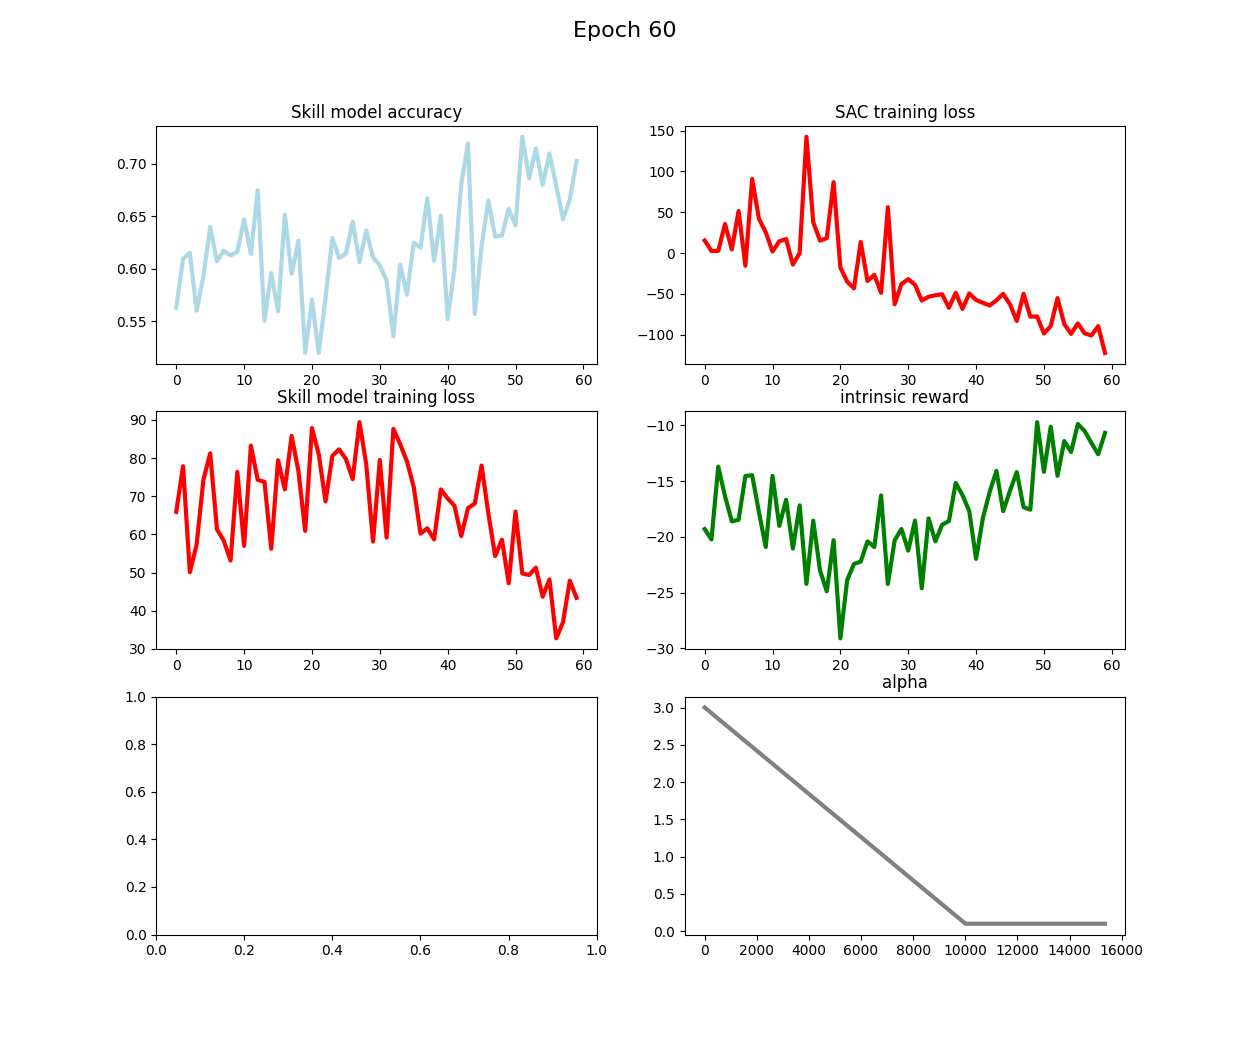 Epoch 60
Skill model accuracy
0.70
0.65
0.60
0.55
0 10 20 30 40 50 60
SAC training loss
150
100
50
0
−50
−100
0 10 20 30 40 50 60
Skill model training loss
90
80
70
60
50
40
30
0 10 20 30 40 50 60
intrinsic reward
−10
−15
−20
−25
−30
0 10 20 30 40 50 60
1.0
0.8
0.6
0.4
0.2
0.0
0.0 0.2 0.4 0.6 0.8 1.0
alpha
3.0
2.5
2.0
1.5
1.0
0.5
0.0
0 2000 4000 6000 8000 10000 12000 14000 16000